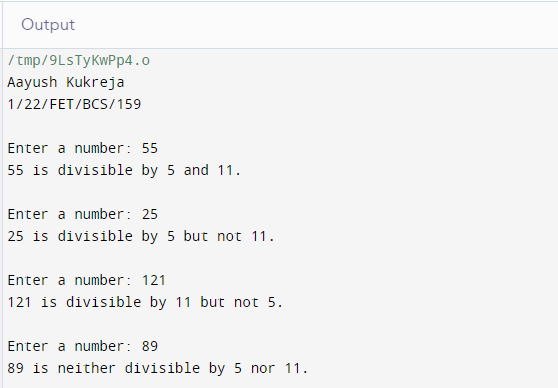 Output
/tmp/9LsTyKwPp4.o
Aayush Kukreja
1/22/FET/BCS/159
Enter a number: 55
55 is divisible by 5 and 11.
Enter a number: 25
25 is divisible by 5 but not 11.
Enter a number: 121
121 is divisible by 11 but not 5.
Enter a number: 89
89 is neither divisible by 5 nor 11.